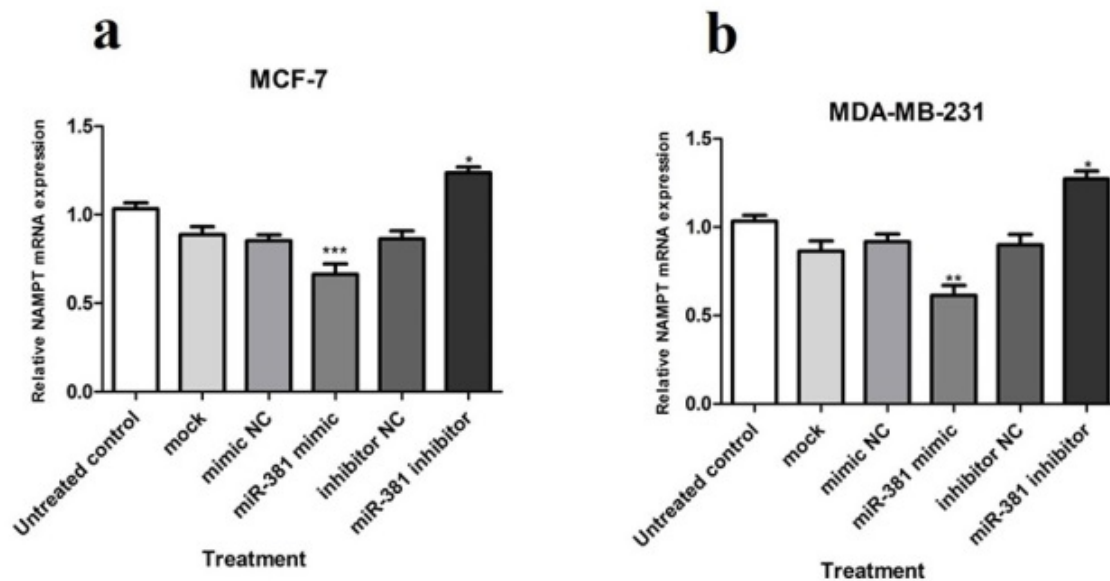 a
MCF-7
Relative NAMPT mRNA expression
1.5
1.0
0.5
0.0
***
*
Untreated control
mock
mimic NC
miR-381 mimic
inhibitor NC
miR-381 inhibitor
Treatment
b
MDA-MB-231
Relative NAMPT mRNA expression
1.5
1.0
0.5
0.0
**
*
Untreated control
mock
mimic NC
miR-381 mimic
inhibitor NC
miR-381 inhibitor
Treatment